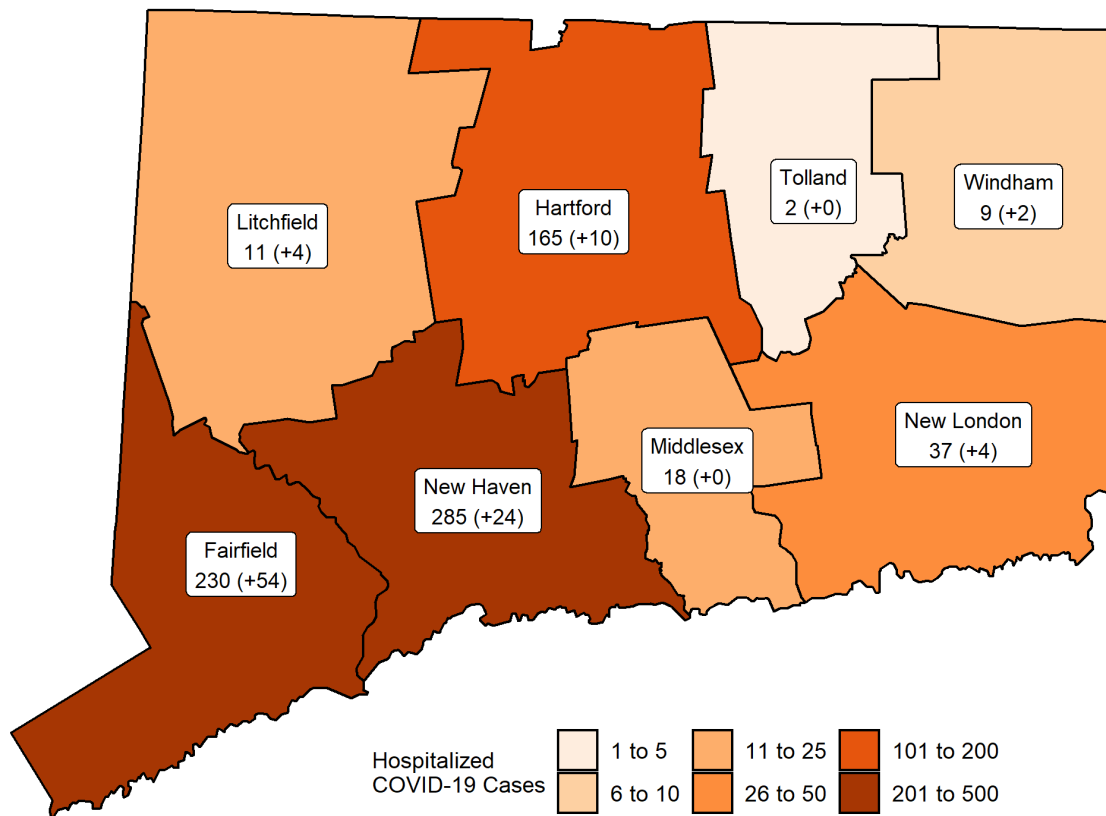 Tolland
2 (+0)
Windham
9 (+2)
Hartford
165 (+10)
Litchfield
11 (+4)
New London
37 (+4)
Middlesex
18 (+0)
New Haven
285 (+24)
Fairfield
230 (+54)
Hospitalized
COVID-19 Cases
1 to 5
11 to 25
101 to 200
6 to 10
26 to 50
201 to 500